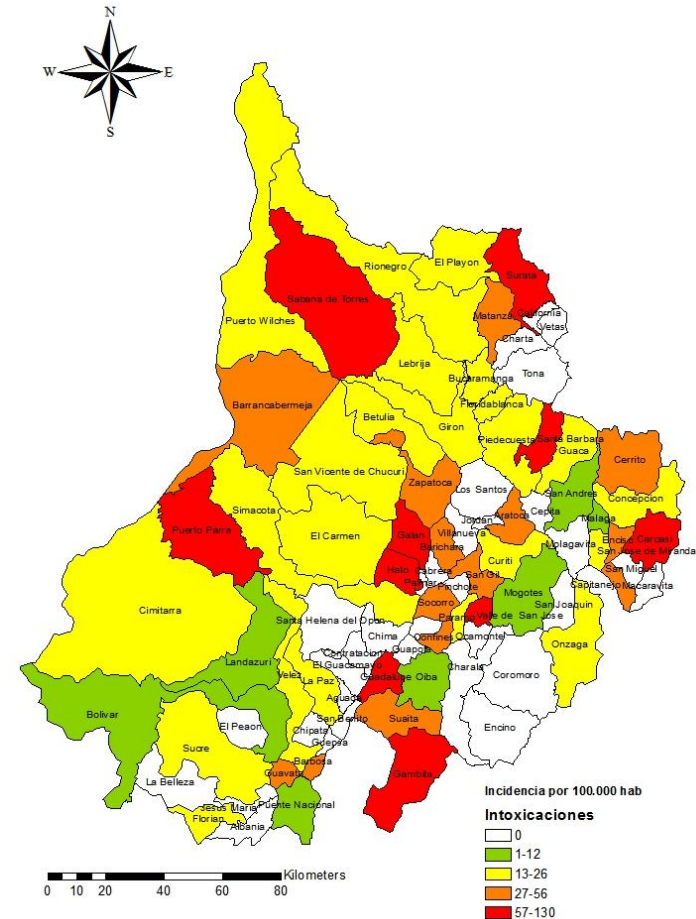 N
W E
S
Rionegro
El Playon
Surata
Sabana de Torres
Puerto Wilches
Matanza
California
Vetas
Charta
Lebrija
Tona
Bucaramanga
Barrancabermeja
Floridablanca
Betulia
Giron
Piedecuesta
Santa Barbara
Guaca
Cerrito
San Vicente de Chucuri
Zapatoca
Los Santos
San Andres
Concepcion
Simacota
Puerto Parra
El Carmen
Jordan
Aratoca
Cepita
Malaga
Galan
Villanueva
Barichara
Enciso
Carcasi
San Jose de Miranda
Molagavita
Curiti
Hato
Cabrera
San Gil
San Miguel
Palmar
Pinchote
Capitanejo
Macaravita
Mogotes
Cimitarra
Socorro
San Joaquin
Paramo
Valle de San Jose
Santa Helena del Opon
Chima
Confines
Ocamonte
Onzaga
Contratacion
Guapota
Landazuri
El Guacamayo
Charala
Velez
La Paz
Guadalupe
Oiba
Coromoro
Aguada
Bolivar
San Benito
Suaita
El Peaon
Chipata
Guepsa
Encino
Sucre
Barbosa
Guavata
Gambita
La Belleza
Jesus Maria
Puente Nacional
Florian
Albania
Incidencia por 100.000 hab
Intoxicaciones
0
1-12
13-26
27-56
57-130
Kilometers
0 10 20 40 60 80